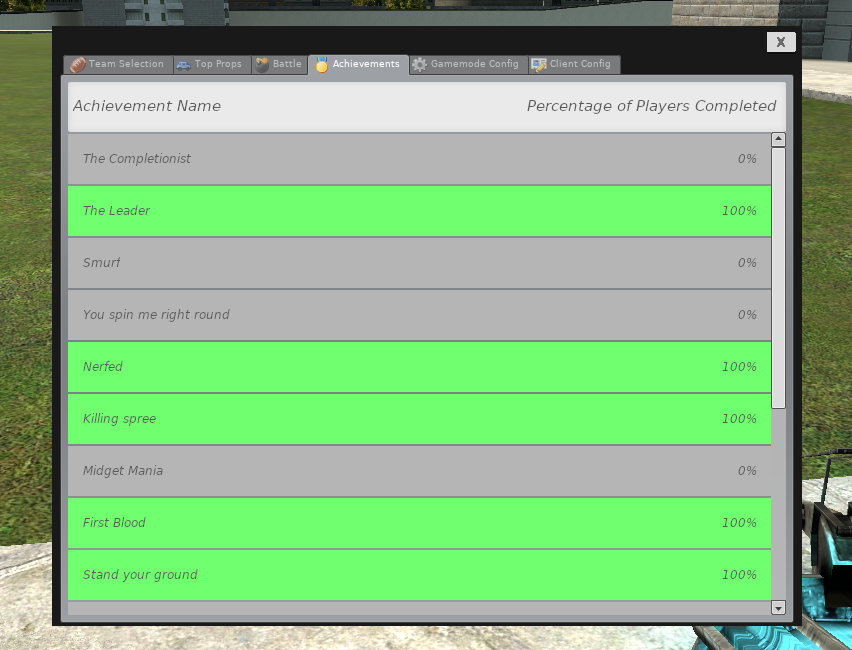 X
Team Selection Top Props Battle Achievements Gamemode Config Client Config
Achievement Name Percentage of Players Completed
The Completionist 0%
The Leader 100%
Smurf 0%
You spin me right round 0%
Nerfed 100%
Killing spree 100%
Midget Mania 0%
First Blood 100%
Stand your ground 100%